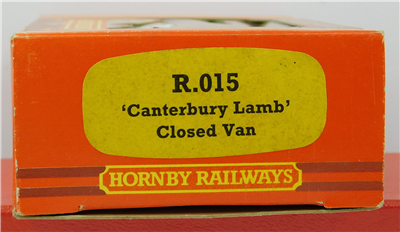 R.015
‘Canterbury Lamb’
Closed Van
HORNBY RAILWAYS